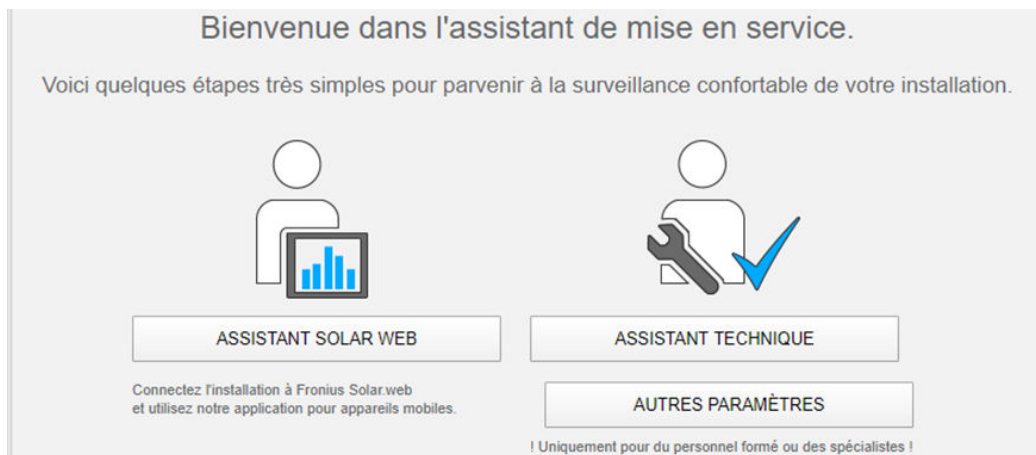 Bienvenue dans l'assistant de mise en service.
Voici quelques étapes très simples pour parvenir à la surveillance confortable de votre installation.
ASSISTANT SOLAR WEB
Connectez l'installation à Fronius Solar.web
et utilisez notre application pour appareils mobiles.
ASSISTANT TECHNIQUE
AUTRES PARAMÈTRES
! Uniquement pour du personnel formé ou des spécialistes !